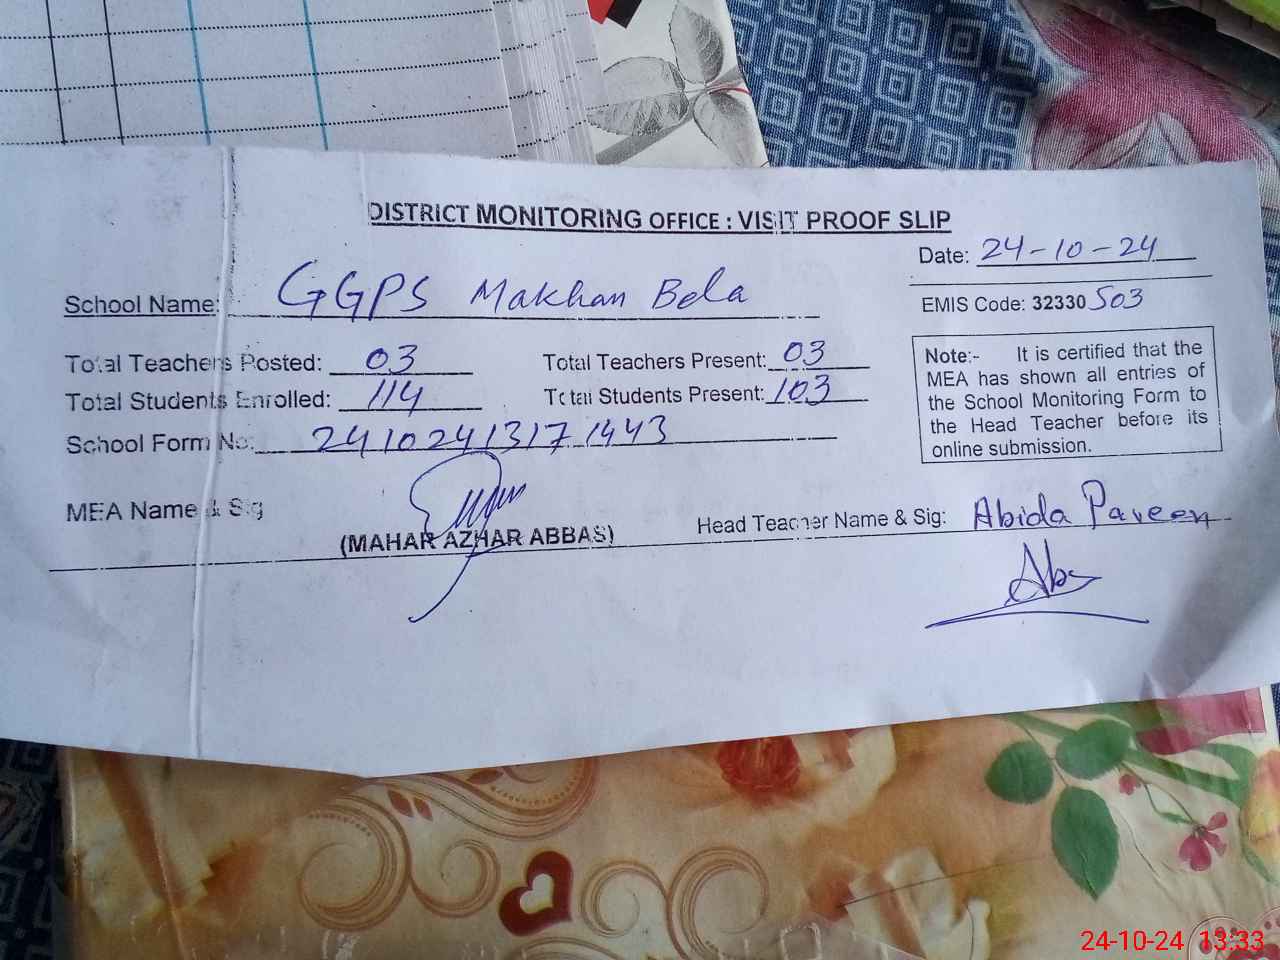 DISTRICT MONITORING OFFICE : VISIT PROOF SLIP
Date: 24-10-24
School Name: GGPS Makhan Bela
EMIS Code: 32330503
Total Teachers Posted: 03 Total Teachers Present: 03
Total Students Enrolled: 114 Total Students Present: 103
School Form No: 24102413171443
Note:- It is certified that the
MEA has shown all entries of
the School Monitoring Form to
the Head Teacher before its
online submission.
MEA Name & Sig
(MAHAR AZHAR ABBAS)
Head Teacher Name & Sig: Abida Paveen
24-10-24 13:33